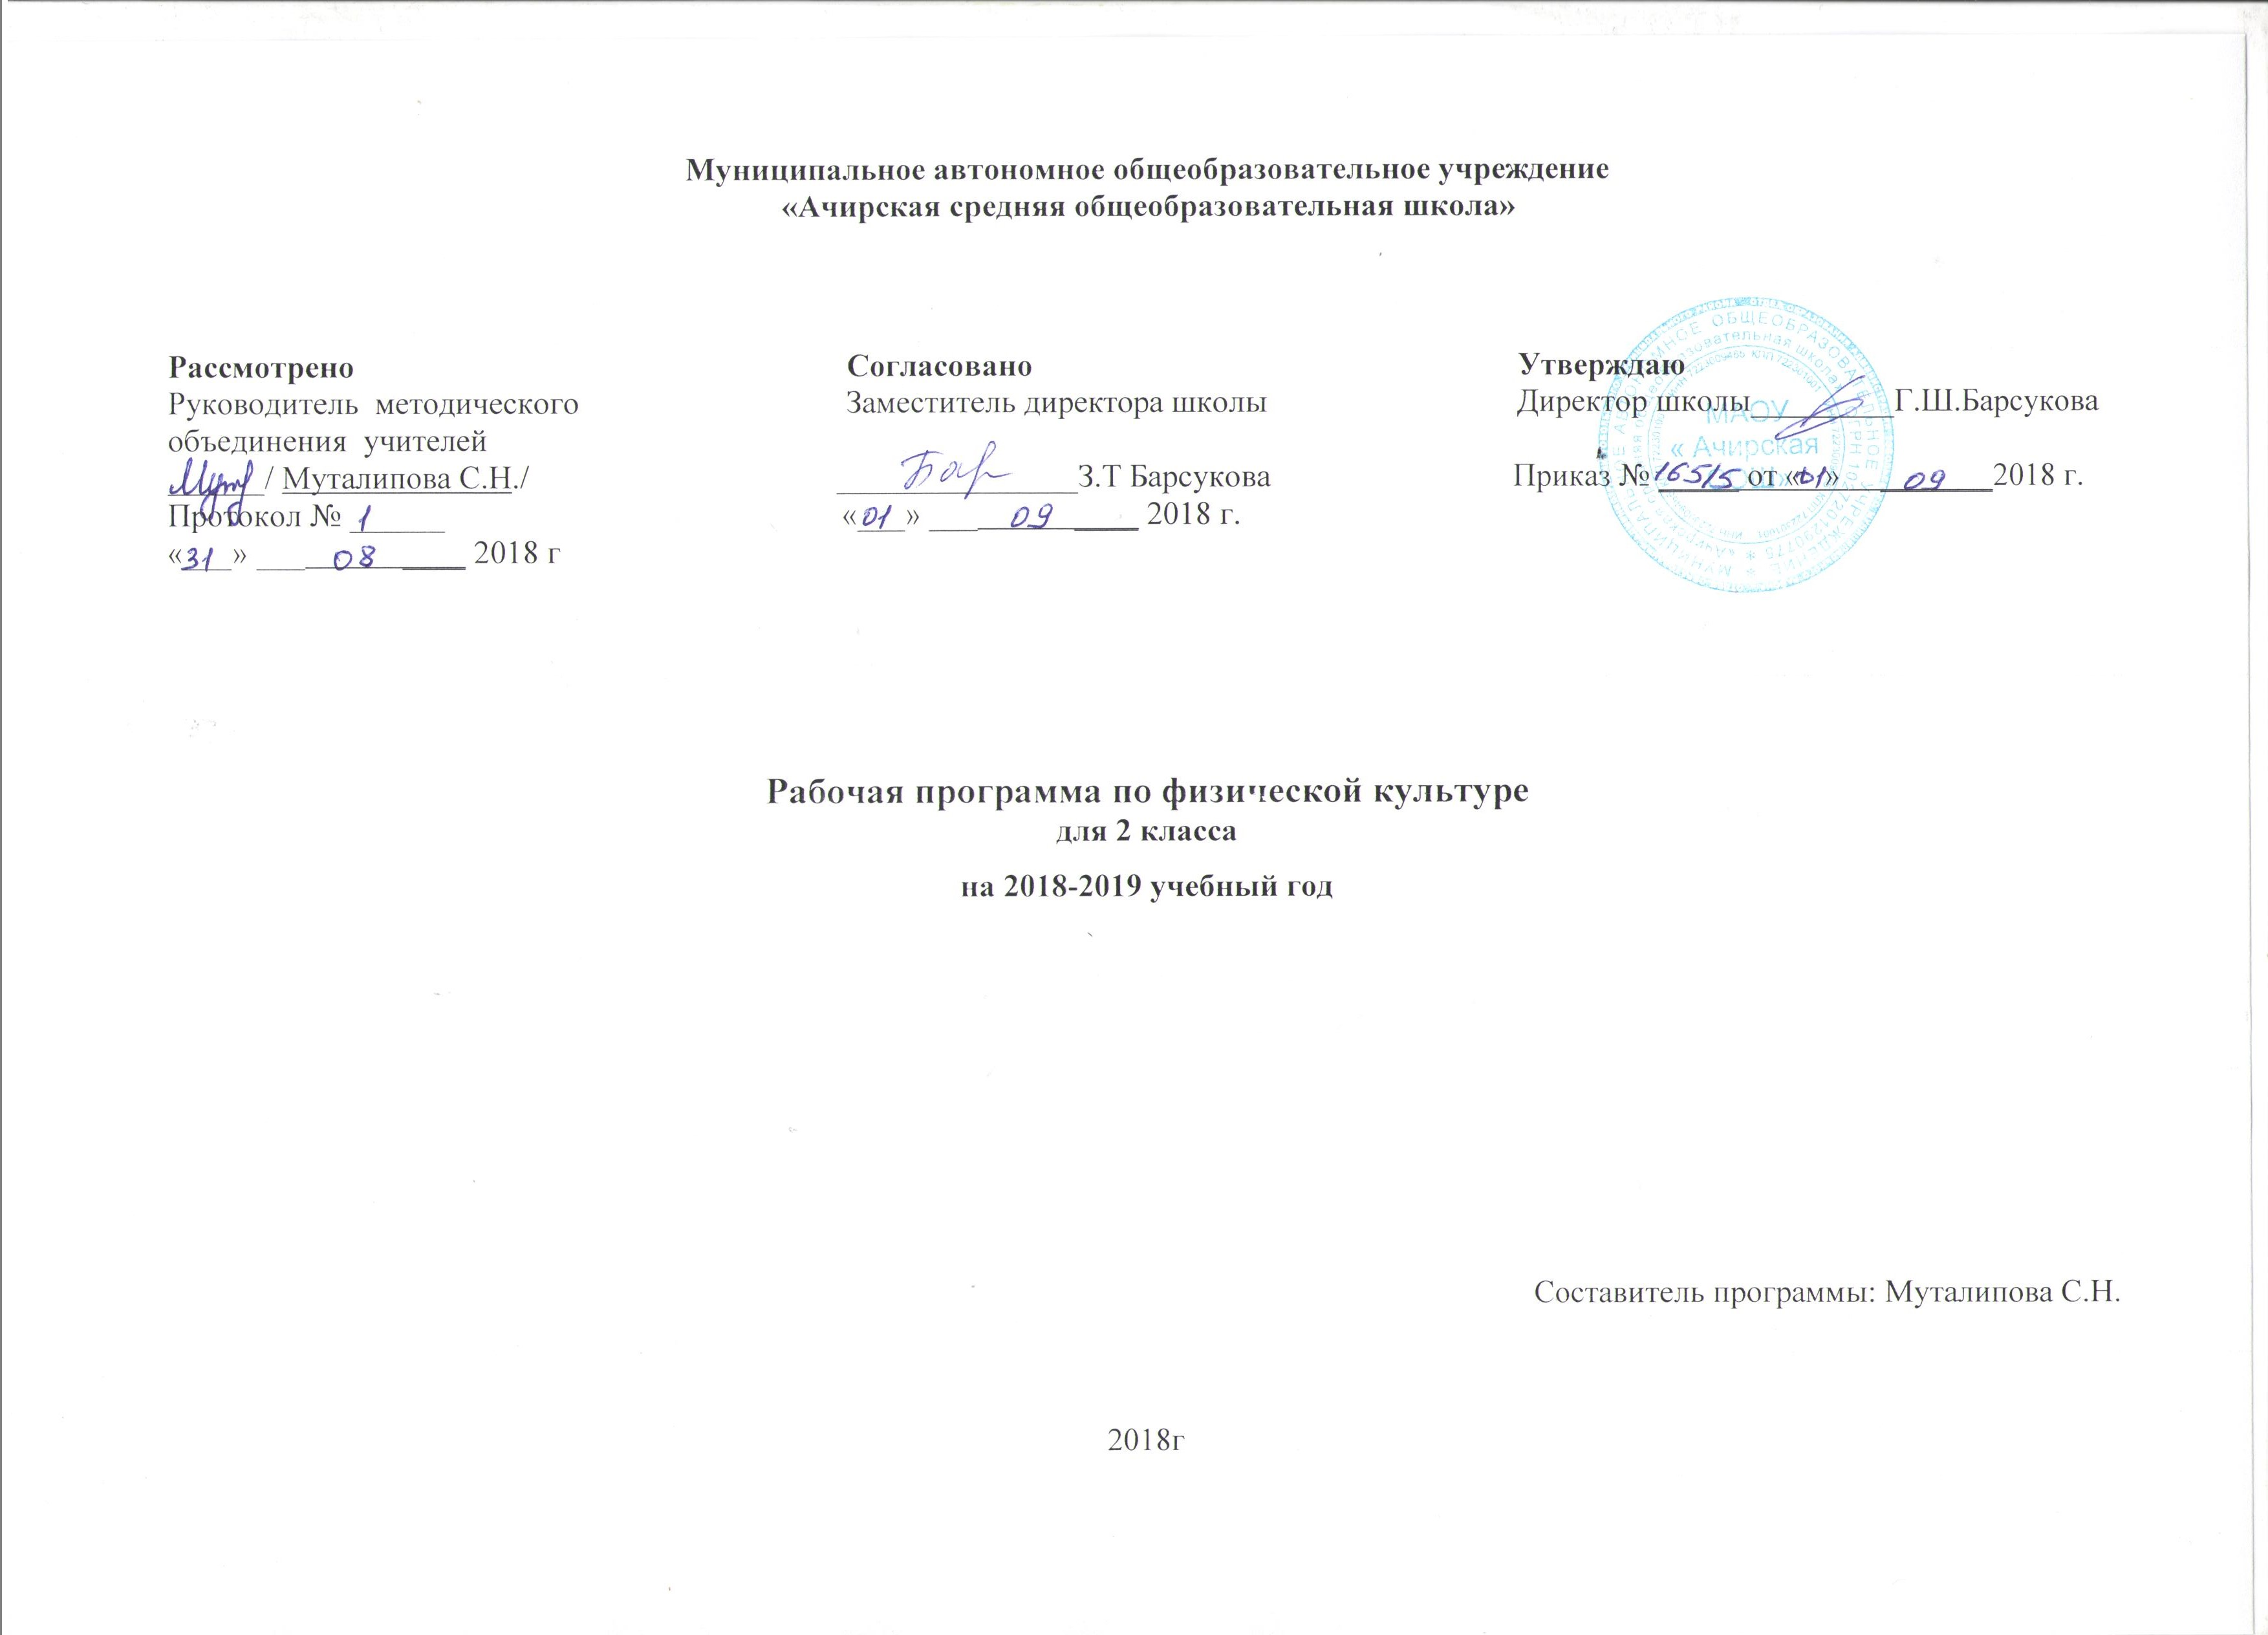 Муниципальное автономное общеобразовательное учреждение
«Ачирская средняя общеобразовательная школа»
Рассмотрено
Руководитель методического
объединения учителей
/ Муталипова С.Н./
Протокол № 1
«31» 08 2018 г
Согласовано
Заместитель директора школы
Бар З.Т Барсукова
«01» 09 2018 г.
Утверждаю
Директор школы Г.Ш.Барсукова
Приказ № 165/5 от «01» 09 2018 г.
МАОУ
« Ачирская
СОШ»
Рабочая программа по физической культуре
для 2 класса
на 2018-2019 учебный год
Составитель программы: Муталипова С.Н.
2018г